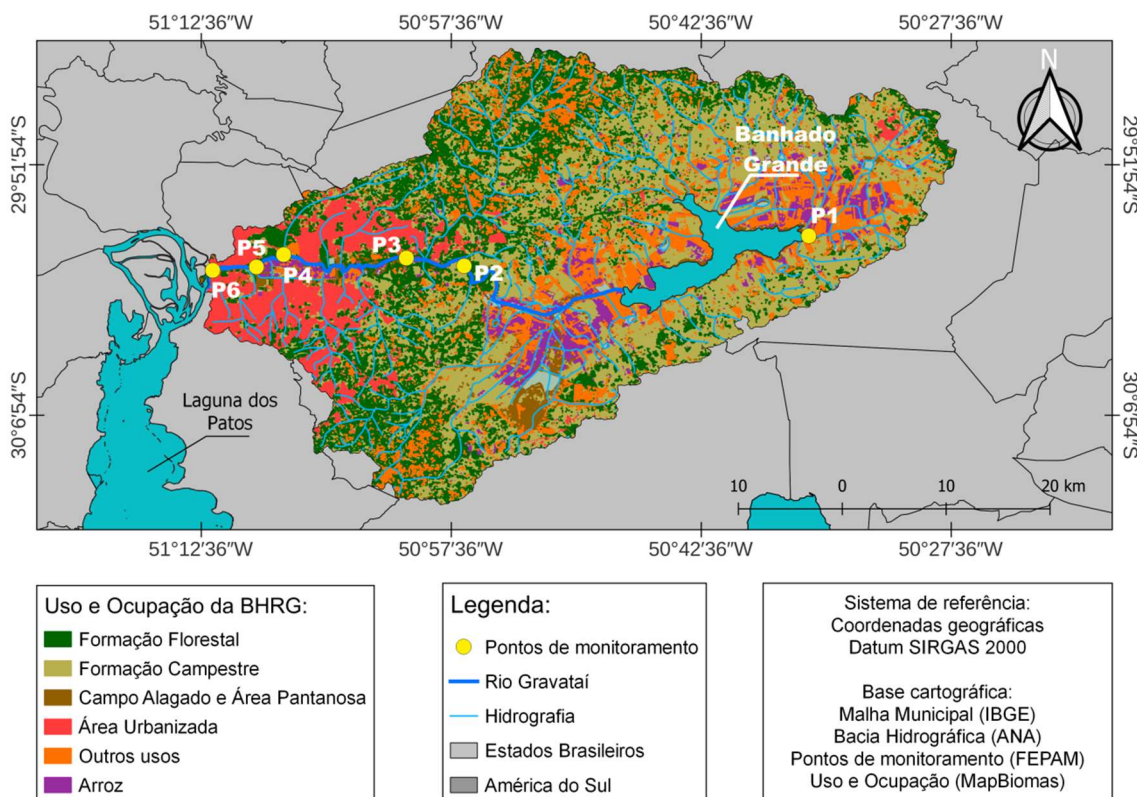 51°12′36″W 50°57′36″W 50°42′36″W 50°27′36″W
29°51′54″S
29°51′54″S
N
Banhado
Grande
P1
P5
P3
P2
P4
P6
Laguna dos
Patos
30°6′54″S
30°6′54″S
10 0 10 20 km
51°12′36″W 50°57′36″W 50°42′36″W 50°27′36″W
Uso e Ocupação da BHRG:
Formação Florestal
Formação Campestre
Campo Alagado e Área Pantanosa
Área Urbanizada
Outros usos
Arroz
Legenda:
Pontos de monitoramento
Rio Gravataí
Hidrografia
Estados Brasileiros
América do Sul
Sistema de referência:
Coordenadas geográficas
Datum SIRGAS 2000
Base cartográfica:
Malha Municipal (IBGE)
Bacia Hidrográfica (ANA)
Pontos de monitoramento (FEPAM)
Uso e Ocupação (MapBiomas)